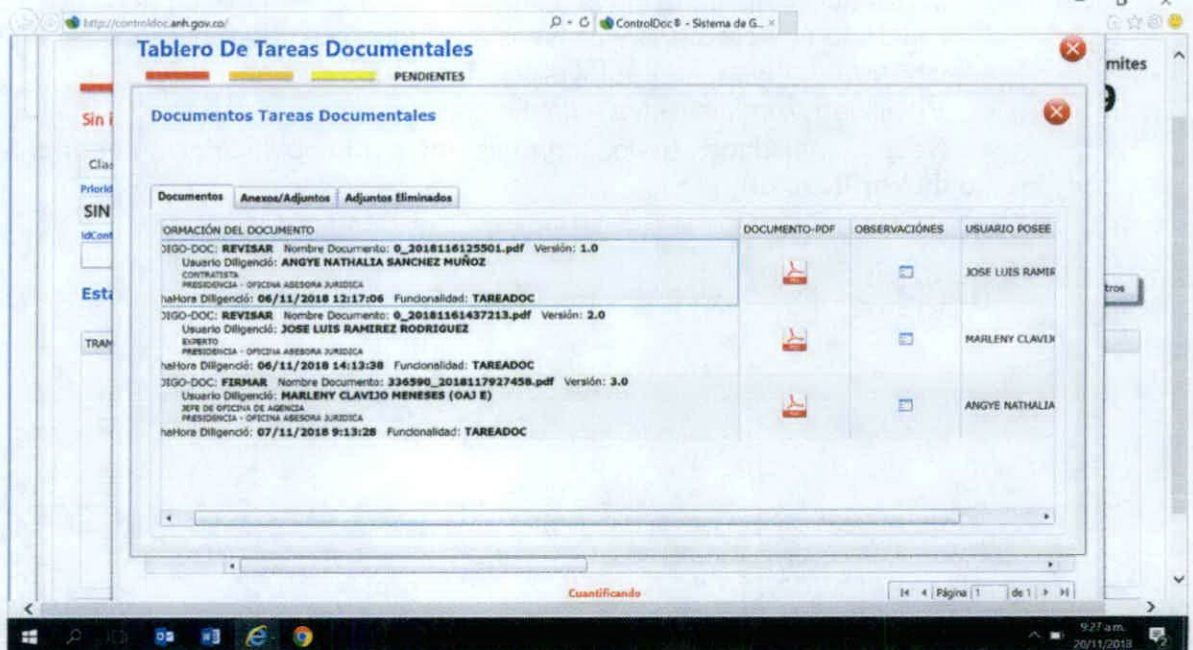 http://controldoc.anh.gov.co/
ControlDoc® - Sistema de G... ×
Tablero De Tareas Documentales
mites
PENDIENTES
Documentos Tareas Documentales
Sin i
9
Clas
Priorid
SIN
IdCont
Esta
TRAM
tros
Documentos Anexos/Adjuntos Adjuntos Eliminados
ORMACIÓN DEL DOCUMENTO DOCUMENTO-PDF OBSERVACIÓNES USUARIO POSEE
DIGO-DOC: REVISAR Nombre Documento: 0_2018116125501.pdf Versión: 1.0
Usuario Diligenció: ANGYE NATHALIA SANCHEZ MUÑOZ
CONTRATISTA
PRESIDENCIA - OFICINA ASESORA JURIDICA
haHora Diligenció: 06/11/2018 12:17:06 Funcionalidad: TAREADOC
JOSE LUIS RAMIR
DIGO-DOC: REVISAR Nombre Documento: 0_20181161437213.pdf Versión: 2.0
Usuario Diligenció: JOSE LUIS RAMIREZ RODRIGUEZ
EXPERTO
PRESIDENCIA - OFICINA ASESORA JURIDICA
haHora Diligenció: 06/11/2018 14:13:38 Funcionalidad: TAREADOC
MARLENY CLAVIJ
DIGO-DOC: FIRMAR Nombre Documento: 336590_2018117927458.pdf Versión: 3.0
Usuario Diligenció: MARLENY CLAVIJO MENESES (OAJ E)
JEFE DE OFICINA DE AGENCIA
PRESIDENCIA - OFICINA ASESORA JURIDICA
haHora Diligenció: 07/11/2018 9:13:28 Funcionalidad: TAREADOC
ANGYE NATHALIA
Cuantificando
Página 1 de 1
9:27 a.m.
20/11/2018